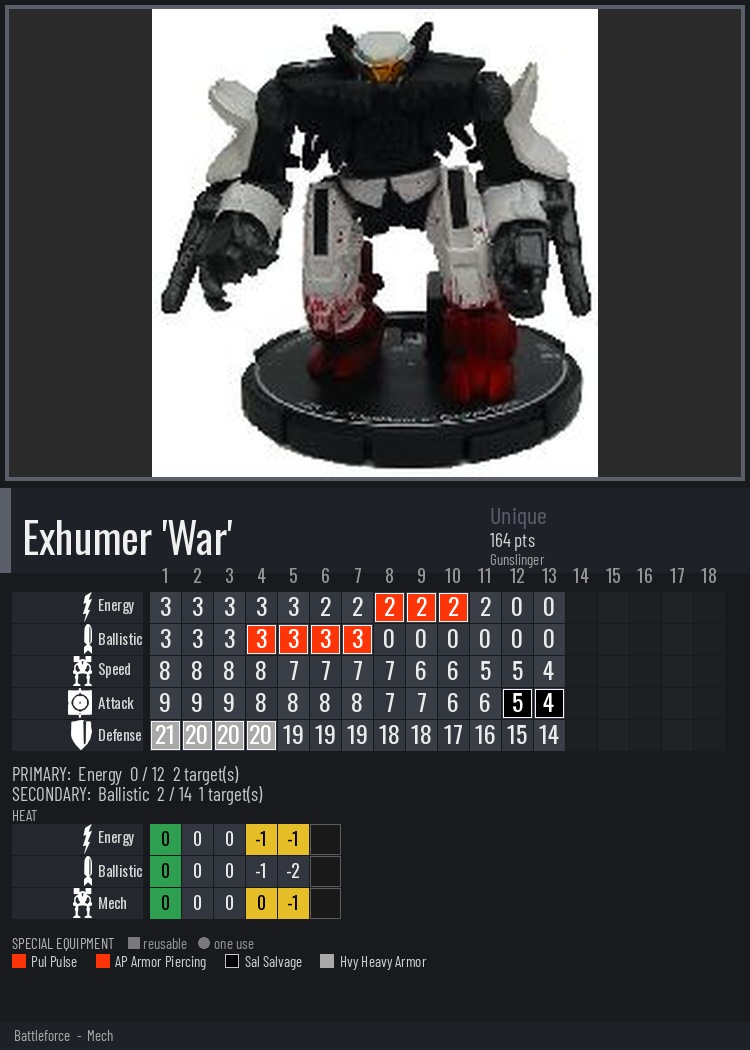 Exhumer 'War'
Unique
164 pts
Gunslinger
1 2 3 4 5 6 7 8 9 10 11 12 13 14 15 16 17 18
Energy 3 3 3 3 3 2 2 2 2 2 2 0 0
Ballistic 3 3 3 3 3 3 3 0 0 0 0 0 0
Speed 8 8 8 8 7 7 7 7 6 6 5 5 4
Attack 9 9 9 8 8 8 8 7 7 6 6 5 4
Defense 21 20 20 20 19 19 19 18 18 17 16 15 14
PRIMARY: Energy 0 / 12 2 target(s)
SECONDARY: Ballistic 2 / 14 1 target(s)
HEAT
Energy 0 0 0 -1 -1
Ballistic 0 0 0 -1 -2
Mech 0 0 0 0 -1
SPECIAL EQUIPMENT reusable one use
Pul Pulse AP Armor Piercing Sal Salvage Hvy Heavy Armor
Battleforce - Mech